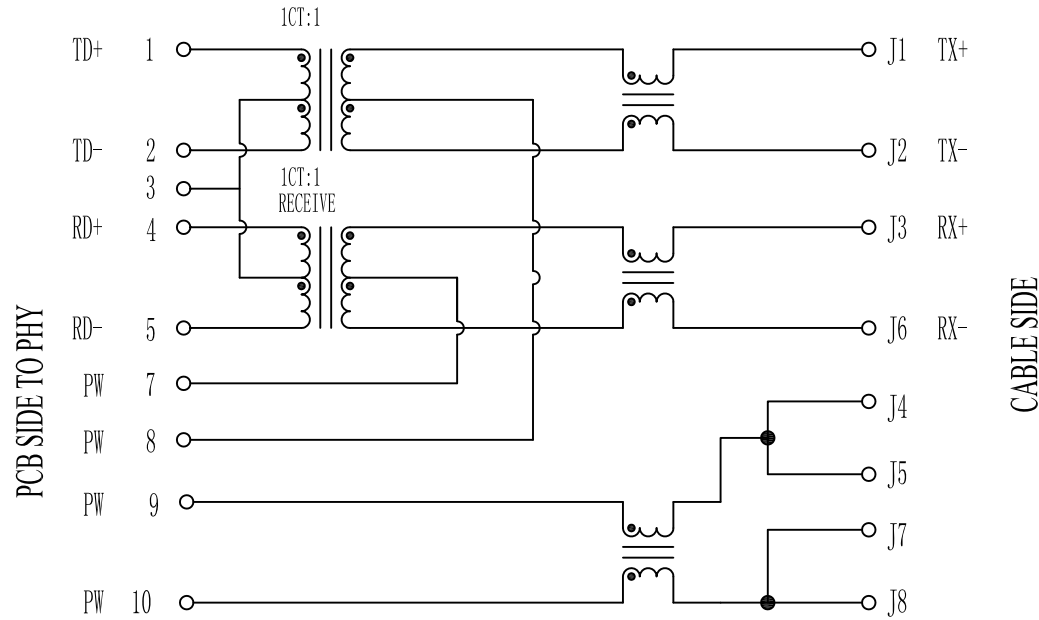 1CT:1
TD+ 1 J1 TX+
TD- 2 J2 TX-
1CT:1
RECEIVE
3
RD+ 4 J3 RX+
RD- 5 J6 RX-
PW 7
J4
PW 8
J5
PW 9
J7
PW 10 J8
PCB SIDE TO PHY
CABLE SIDE